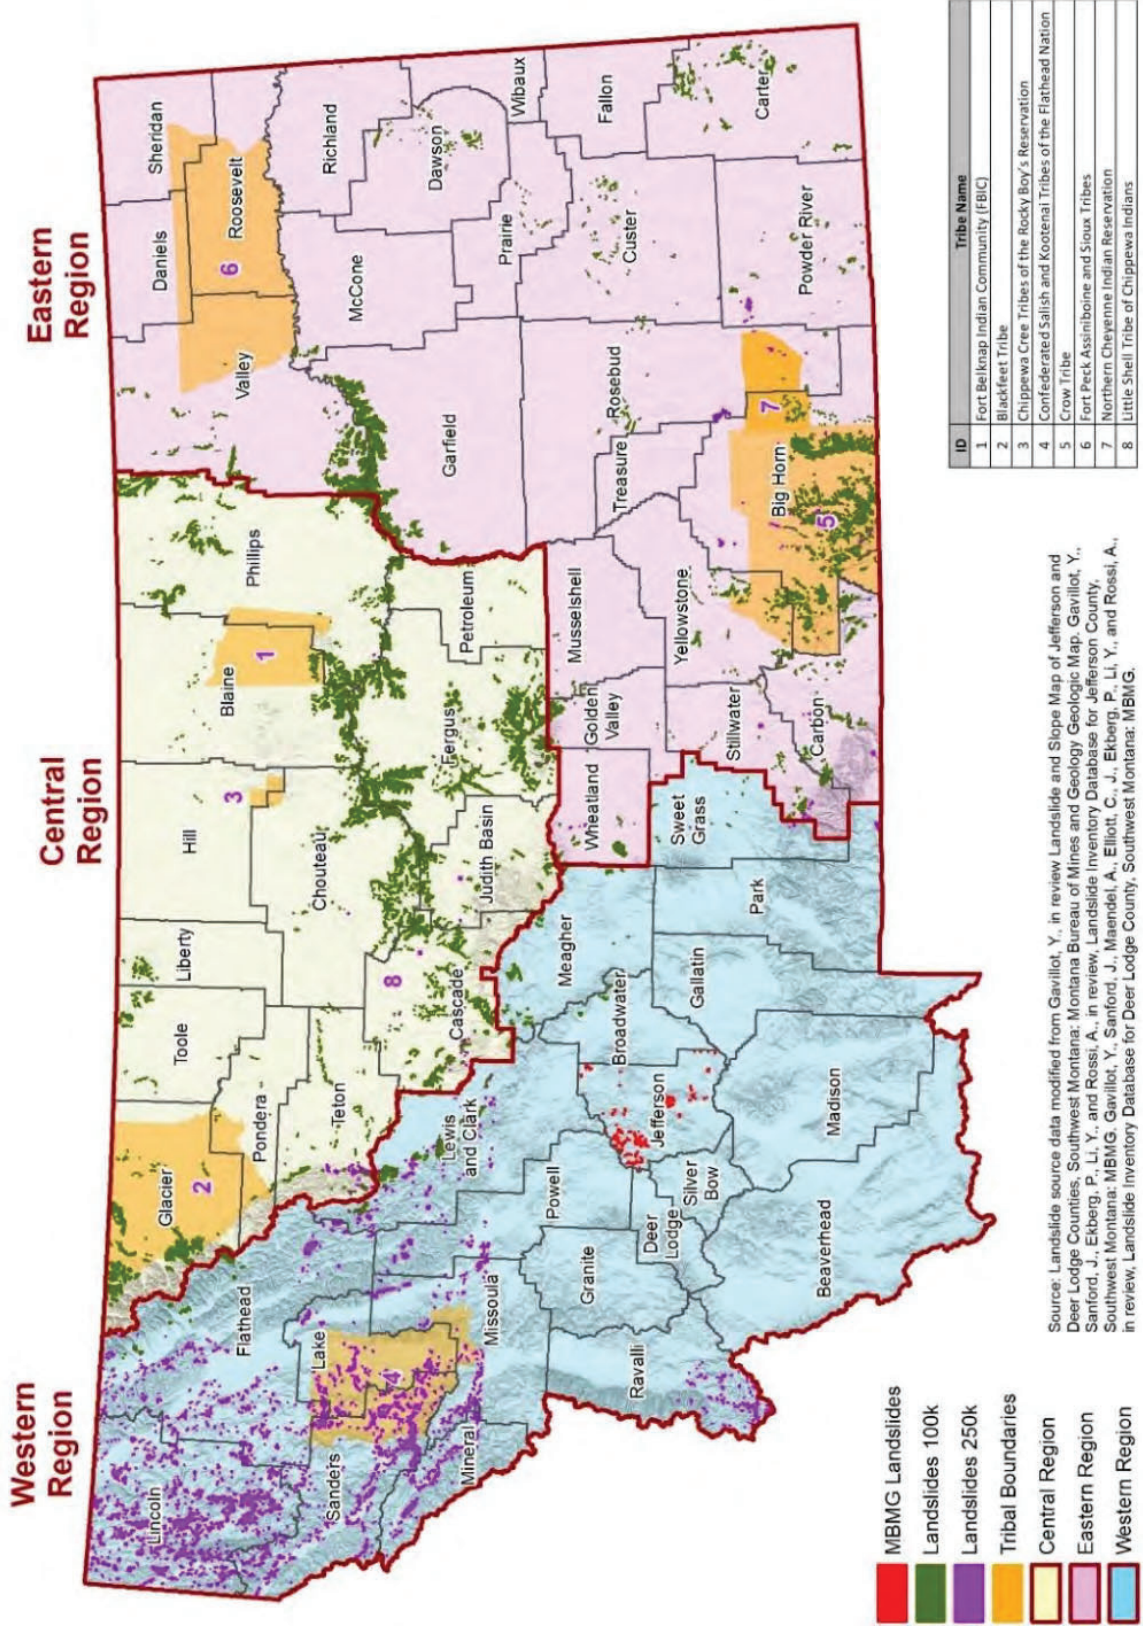 Western
Region
Central
Region
Eastern
Region
Lincoln
Flathead
Glacier
2
Toole
Liberty
Hill
3
Blaine
1
Phillips
Valley
Daniels
Sheridan
6
Roosevelt
Sanders
Lake
4
Pondera
Teton
Chouteau
8
Cascade
Judith Basin
Fergus
Petroleum
Garfield
McCone
Richland
Dawson
Prairie
Wibaux
Mineral
Missoula
Lewis
and Clark
Powell
Granite
Ravalli
Deer
Lodge
Silver
Bow
Jefferson
Broadwater
Meagher
Gallatin
Park
Madison
Beaverhead
Wheatland
Sweet
Grass
Golden
Valley
Musselshell
Stillwater
Yellowstone
Carbon
Treasure
Rosebud
Big Horn
5
7
Custer
Fallon
Powder River
Carter
MBMG Landslides
Landslides 100k
Landslides 250k
Tribal Boundaries
Central Region
Eastern Region
Western Region
Source: Landslide source data modified from Gavillot, Y., in review Landslide and Slope Map of Jefferson and
Deer Lodge Counties, Southwest Montana: Montana Bureau of Mines and Geology Geologic Map. Gavillot, Y.,
Sanford, J., Ekberg, P., Li, Y., and Rossi, A., in review, Landslide Inventory Database for Jefferson County,
Southwest Montana: MBMG. Gavillot, Y., Sanford, J., Maendel, A., Elliott, C., J., Ekberg, P., Li, Y., and Rossi, A.,
in review, Landslide Inventory Database for Deer Lodge County, Southwest Montana: MBMG.
ID Tribe Name
1 Fort Belknap Indian Community (FBIC)
2 Blackfeet Tribe
3 Chippewa Cree Tribes of the Rocky Boy's Reservation
4 Confederated Salish and Kootenai Tribes of the Flathead Nation
5 Crow Tribe
6 Fort Peck Assiniboine and Sioux Tribes
7 Northern Cheyenne Indian Reservation
8 Little Shell Tribe of Chippewa Indians